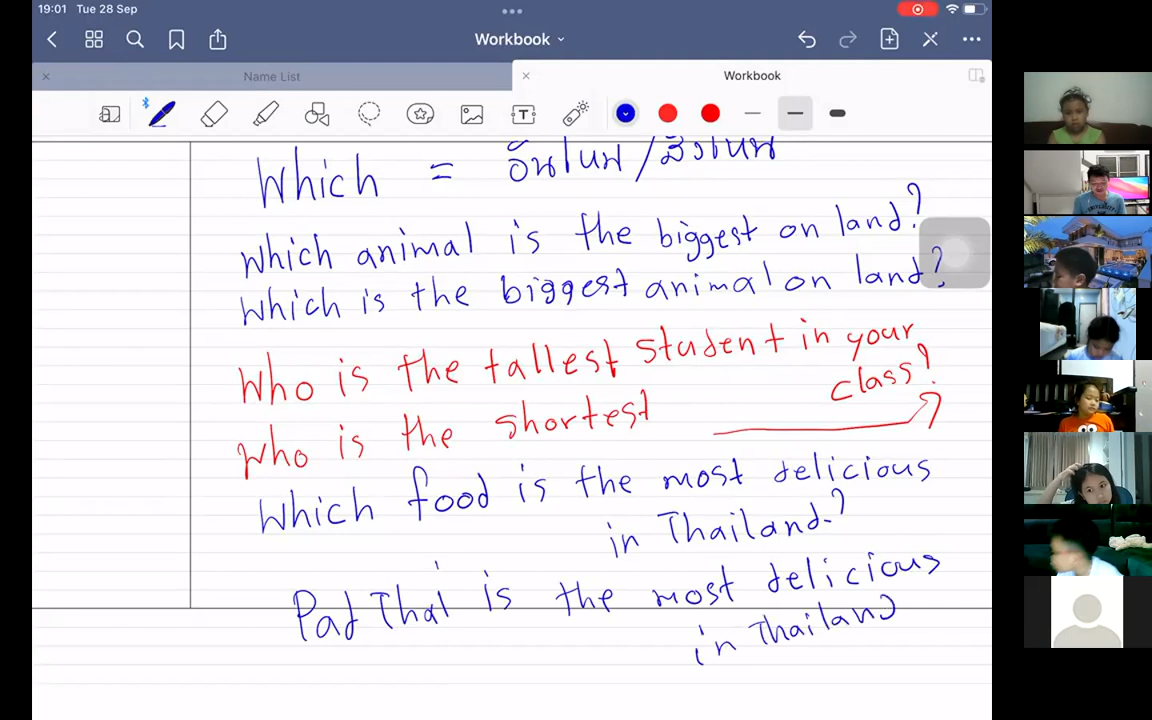 19:01 Tue 28 Sep
Workbook
Name List
Workbook
Which = อันไหน/สิ่งไหน
Which animal is the biggest on land?
Which is the biggest animal on land?
Who is the tallest student in your
class?
Who is the shortest ?
Which food is the most delicious
in Thailand.?
Pad Thai is the most delicious
in Thailand